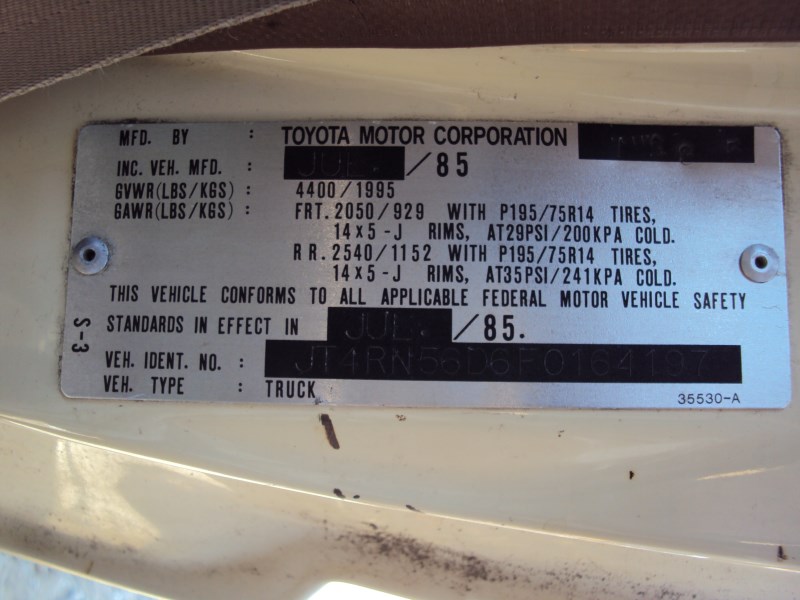 MFD. BY : TOYOTA MOTOR CORPORATION
INC. VEH. MFD. : JUL. /85
GVWR(LBS/KGS) : 4400/1995
GAWR(LBS/KGS) : FRT. 2050/929 WITH P195/75R14 TIRES,
14×5-J RIMS, AT29PSI/200KPA COLD.
RR. 2540/1152 WITH P195/75R14 TIRES,
14×5-J RIMS, AT35PSI/241KPA COLD.
THIS VEHICLE CONFORMS TO ALL APPLICABLE FEDERAL MOTOR VEHICLE SAFETY
STANDARDS IN EFFECT IN JUL. /85.
S-3
VEH. IDENT. NO. : JT4RN56D6F0164197
VEH. TYPE : TRUCK
35530-A